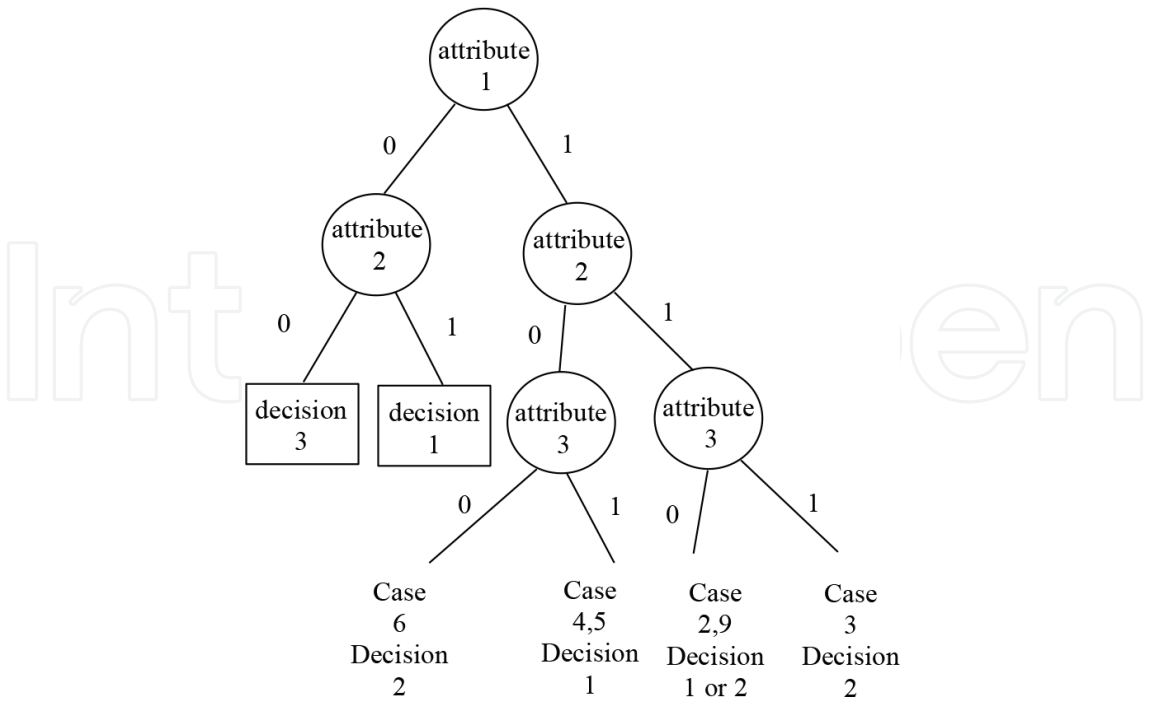 attribute
1
0
1
attribute
2
attribute
2
0
1
0
1
decision
3
decision
1
attribute
3
attribute
3
0
1
0
1
Case
6
Decision
2
Case
4,5
Decision
1
Case
2,9
Decision
1 or 2
Case
3
Decision
2
Int
en